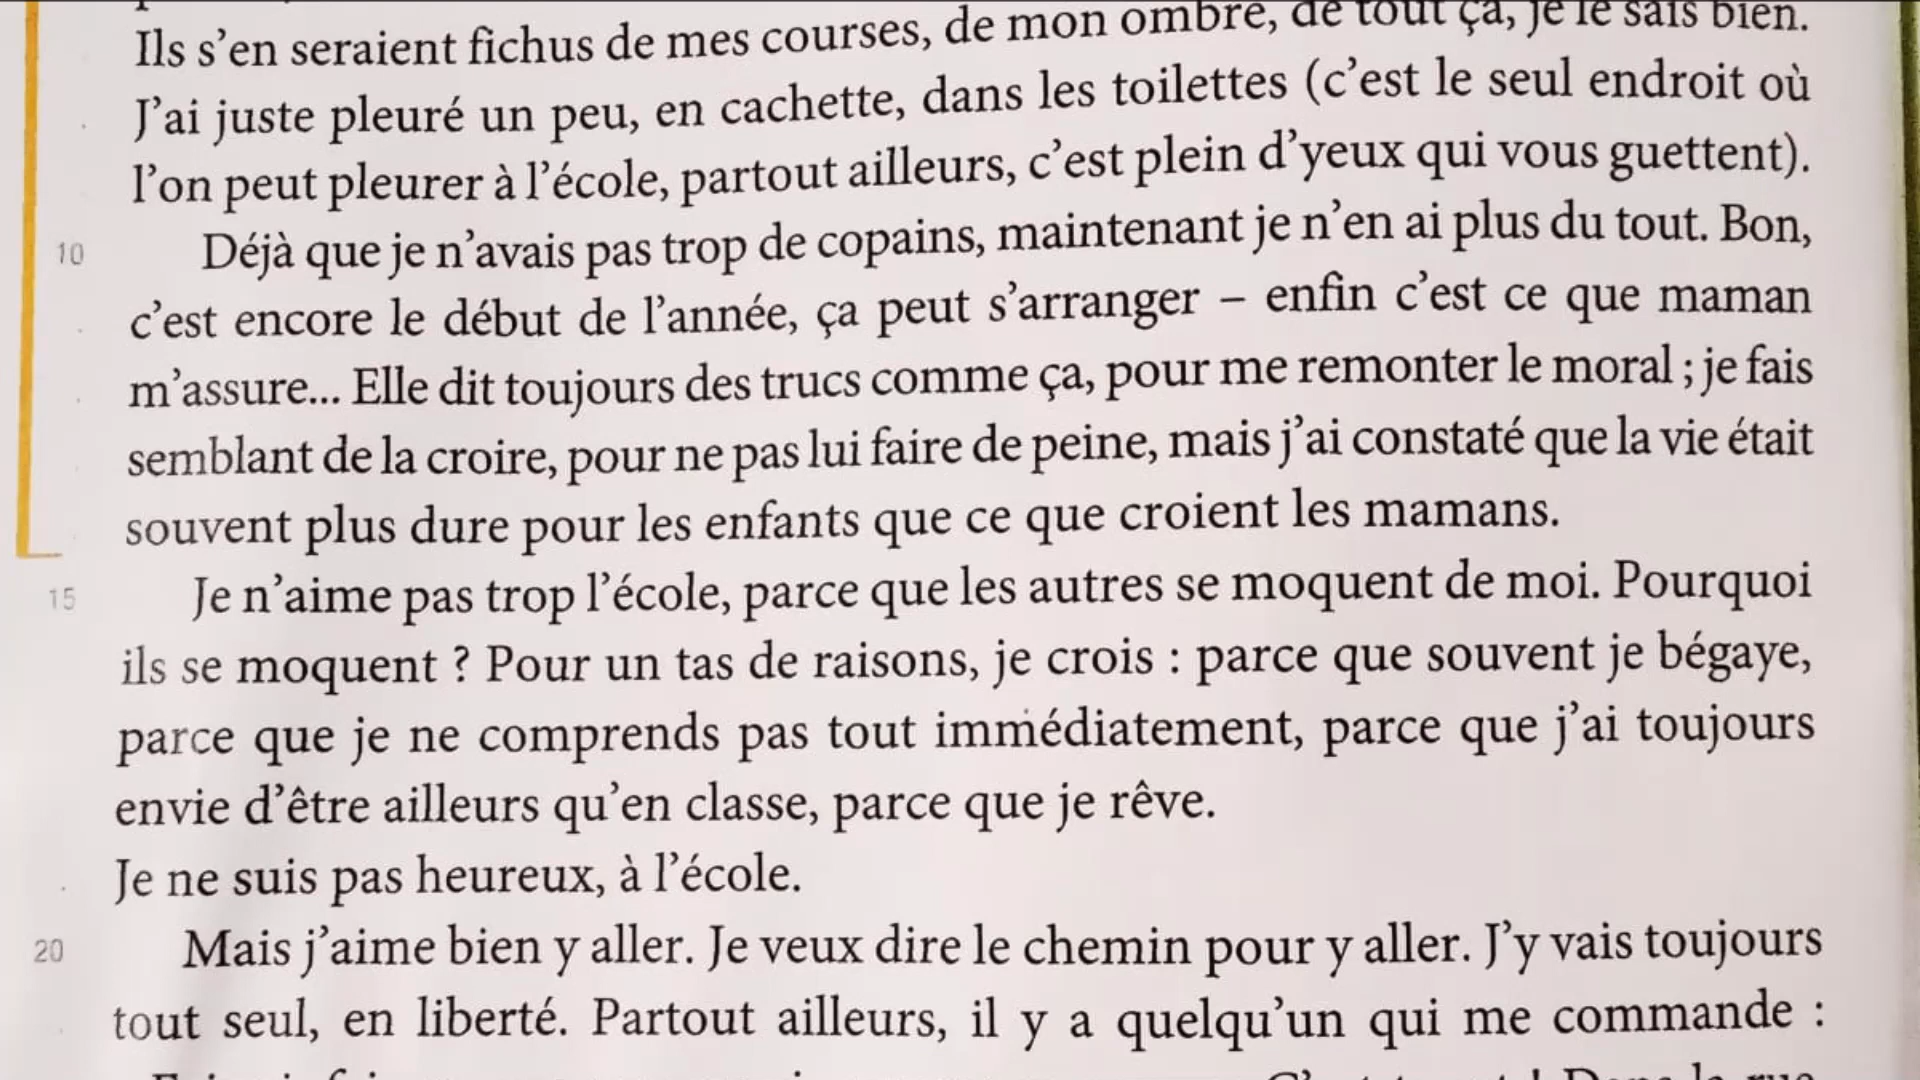 Ils s'en seraient fichus de mes courses, de mon ombre, de tout ça, je le sais bien.
J'ai juste pleuré un peu, en cachette, dans les toilettes (c'est le seul endroit où
l'on peut pleurer à l'école, partout ailleurs, c'est plein d'yeux qui vous guettent).
10 Déjà que je n'avais pas trop de copains, maintenant je n'en ai plus du tout. Bon,
c'est encore le début de l'année, ça peut s'arranger – enfin c'est ce que maman
m'assure... Elle dit toujours des trucs comme ça, pour me remonter le moral ; je fais
semblant de la croire, pour ne pas lui faire de peine, mais j'ai constaté que la vie était
souvent plus dure pour les enfants que ce que croient les mamans.
15 Je n'aime pas trop l'école, parce que les autres se moquent de moi. Pourquoi
ils se moquent ? Pour un tas de raisons, je crois : parce que souvent je bégaye,
parce que je ne comprends pas tout immédiatement, parce que j'ai toujours
envie d'être ailleurs qu'en classe, parce que je rêve.
Je ne suis pas heureux, à l'école.
20 Mais j'aime bien y aller. Je veux dire le chemin pour y aller. J'y vais toujours
tout seul, en liberté. Partout ailleurs, il y a quelqu'un qui me commande :